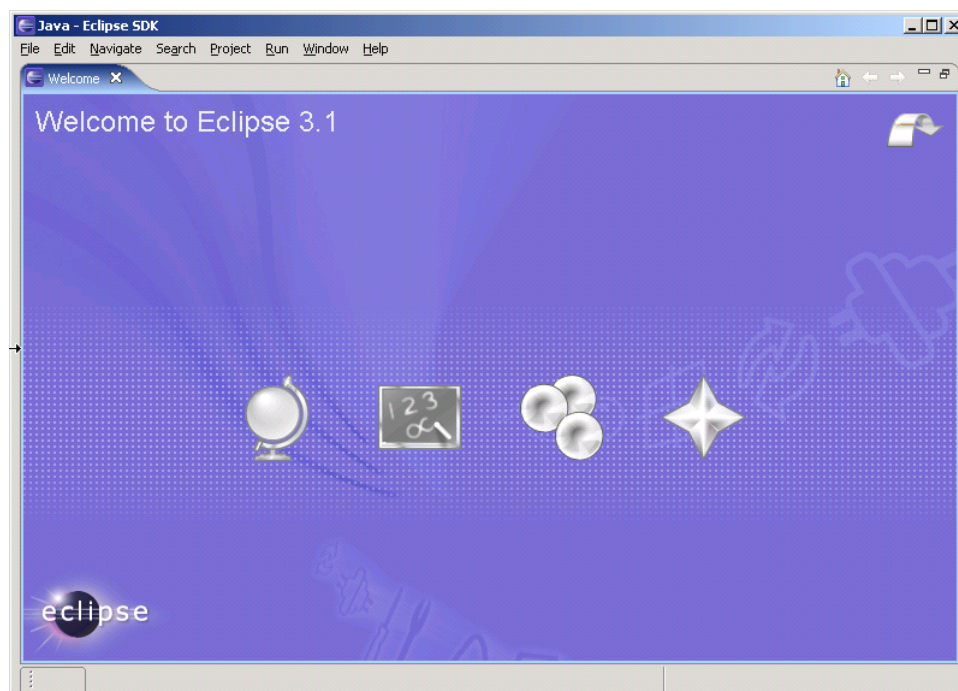 Java - Eclipse SDK
File Edit Navigate Search Project Run Window Help
Welcome
Welcome to Eclipse 3.1
123
eclipse